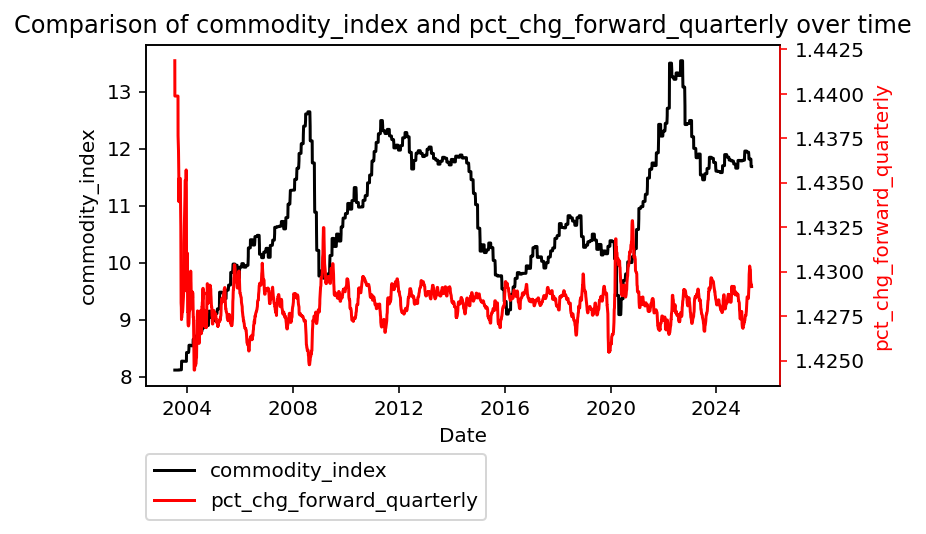 Comparison of commodity_index and pct_chg_forward_quarterly over time
commodity_index
13
12
11
10
9
8
1.4425
1.4400
1.4375
1.4350
1.4325
1.4300
1.4275
1.4250
pct_chg_forward_quarterly
2004 2008 2012 2016 2020 2024
Date
commodity_index
pct_chg_forward_quarterly